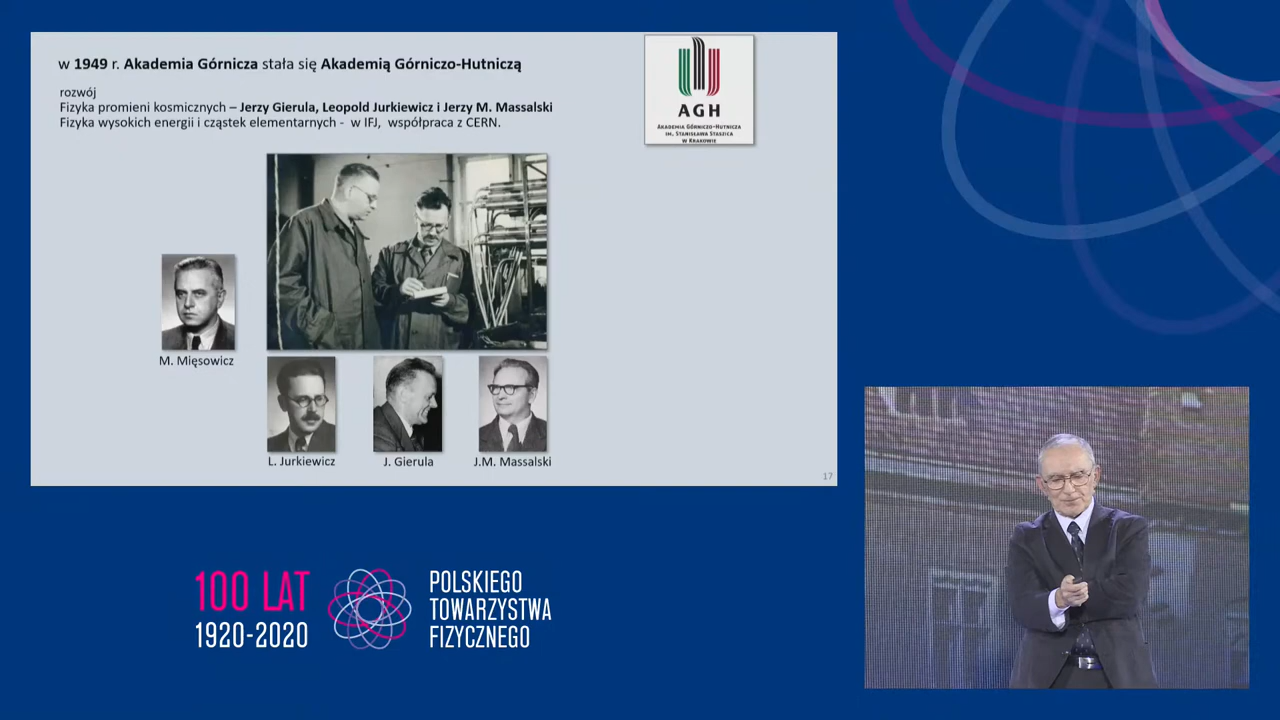 w 1949 r. Akademia Górnicza stała się Akademią Górniczo-Hutniczą
rozwój
Fizyka promieni kosmicznych – Jerzy Gierula, Leopold Jurkiewicz i Jerzy M. Massalski
Fizyka wysokich energii i cząstek elementarnych - w IFJ, współpraca z CERN.
AGH
AKADEMIA GÓRNICZO-HUTNICZA
IM. STANISŁAWA STASZICA
W KRAKOWIE
M. Mięsowicz
L. Jurkiewicz
J. Gierula
J.M. Massalski
17
100 LAT
1920-2020
POLSKIEGO
TOWARZYSTWA
FIZYCZNEGO